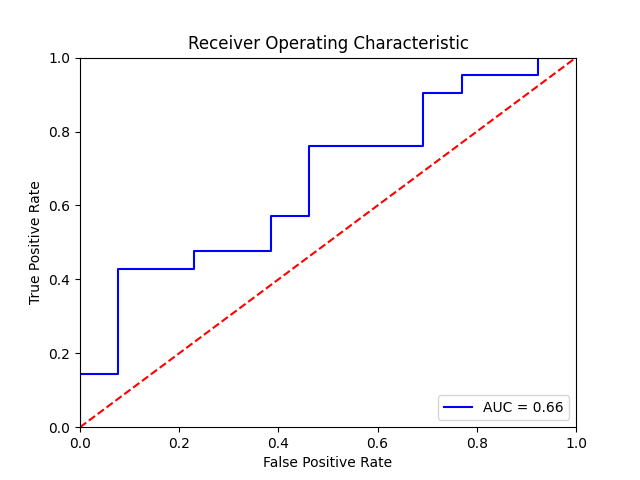 Receiver Operating Characteristic
True Positive Rate
1.0
0.8
0.6
0.4
0.2
0.0
AUC = 0.66
0.0 0.2 0.4 0.6 0.8 1.0
False Positive Rate